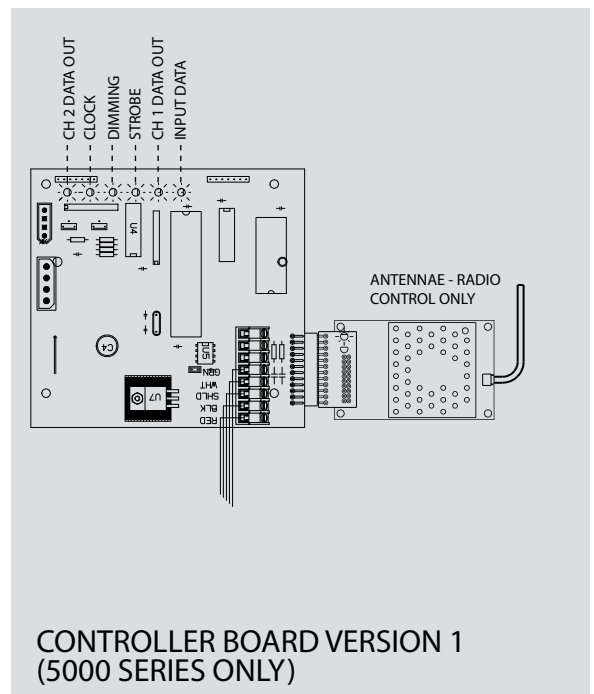 CH 2 DATA OUT
CLOCK
DIMMING
STROBE
CH 1 DATA OUT
INPUT DATA
U4
ANTENNAE - RADIO
CONTROL ONLY
C4
U5
U7
GRN
WHT
SHLD
BLK
RED
CONTROLLER BOARD VERSION 1
(5000 SERIES ONLY)